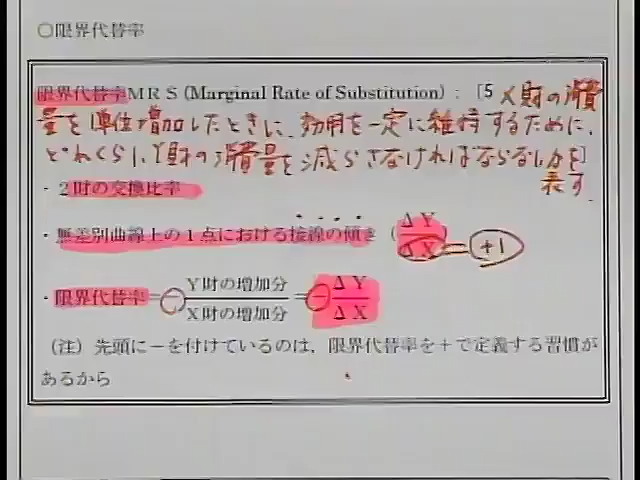 ○限界代替率
限界代替率MRS(Marginal Rate of Substitution):[5 X財の消費
量を1単位増加したときに、効用を一定に維持するために、
どれくらいY財の消費量を減らさなければならないかを]
表す
・2財の交換比率
・無差別曲線上の1点における接線の傾き(ΔY/ΔX) = +1
・限界代替率=－Y財の増加分/X財の増加分=－ΔY/ΔX
(注)先頭に－を付けているのは,限界代替率を+で定義する習慣が
あるから